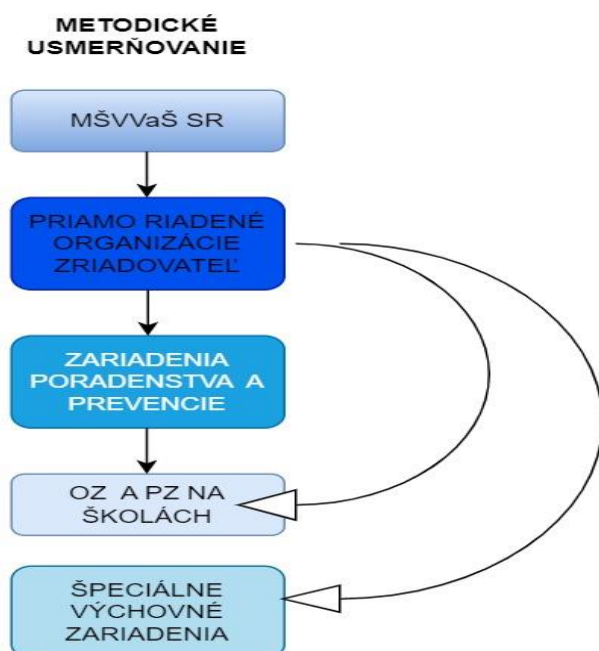 METODICKÉ
USMERŇOVANIE
MŠVVaŠ SR
PRIAMO RIADENÉ
ORGANIZÁCIE
ZRIADOVATEĽ
ZARIADENIA
PORADENSTVA A
PREVENCIE
OZ A PZ NA
ŠKOLÁCH
ŠPECIÁLNE
VÝCHOVNÉ
ZARIADENIA